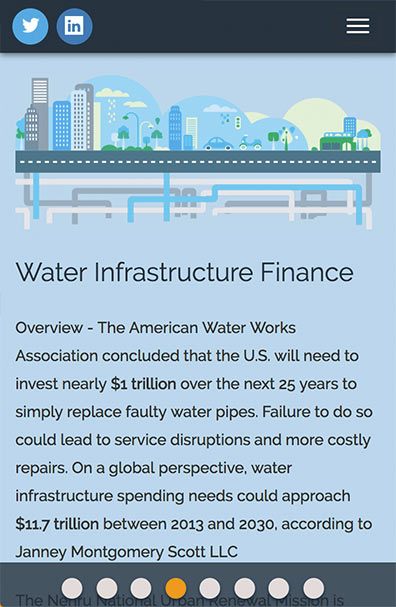 Water Infrastructure Finance
Overview - The American Water Works
Association concluded that the U.S. will need to
invest nearly $1 trillion over the next 25 years to
simply replace faulty water pipes. Failure to do so
could lead to service disruptions and more costly
repairs. On a global perspective, water
infrastructure spending needs could approach
$11.7 trillion between 2013 and 2030, according to
Janney Montgomery Scott LLC
The Nehru National Urban Renewal Mission is